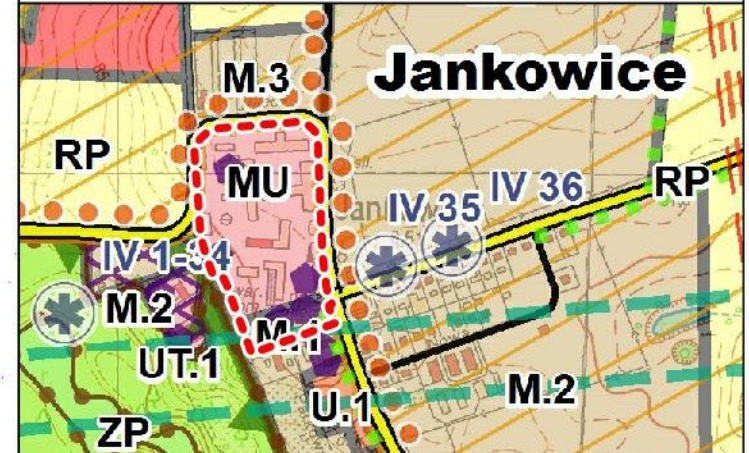 M.3
Jankowice
RP
MU
IV 36
RP
IV 35
IV 1-34
M.2
M.1
UT.1
M.2
U.1
ZP